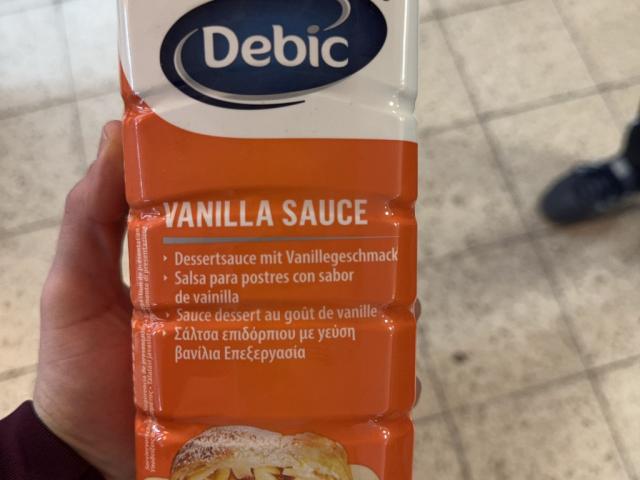 Debic
VANILLA SAUCE
Dessertsauce mit Vanillegeschmack
Salsa para postres con sabor
de vainilla
Sauce dessert au goût de vanille
Σάλτσα επιδόρπιου με γεύση
βανίλια Επεξεργασία